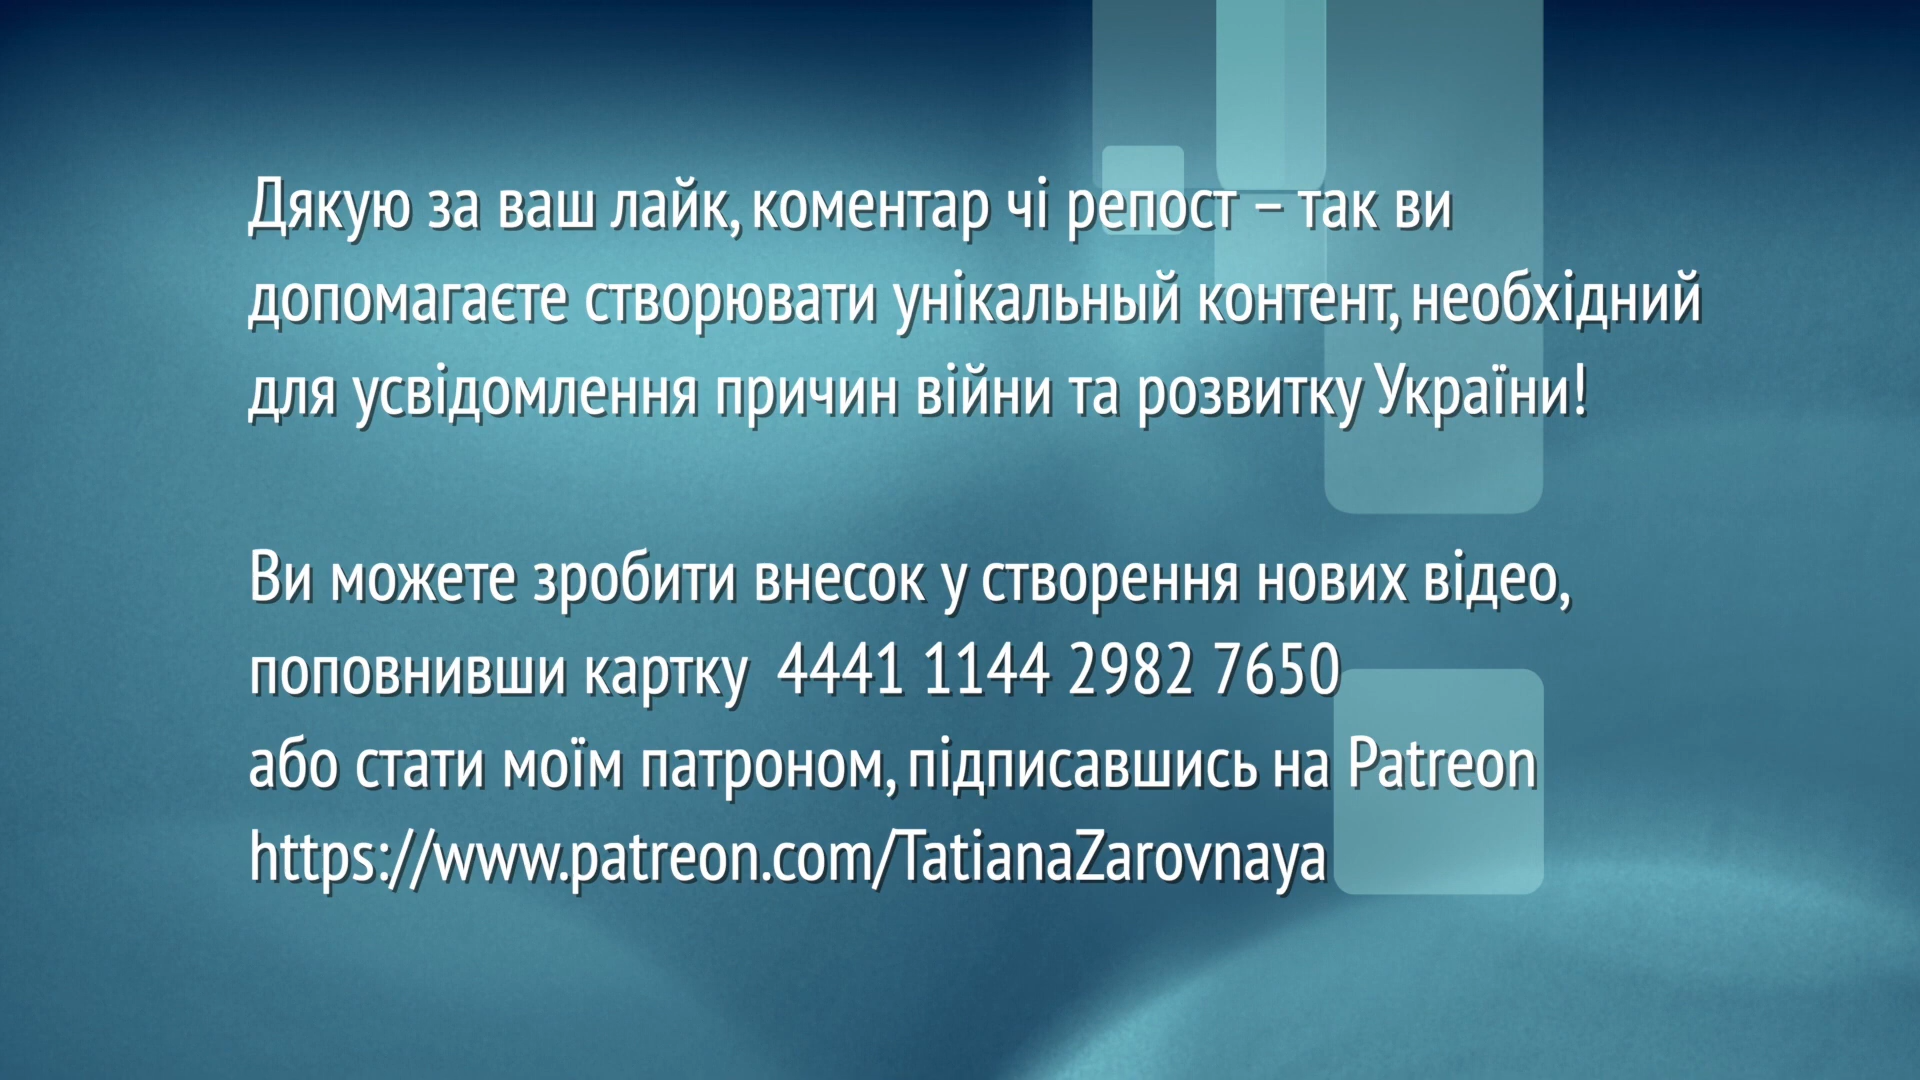 Дякую за ваш лайк, коментар чі репост – так ви
допомагаєте створювати унікальный контент, необхідний
для усвідомлення причин війни та розвитку України!
Ви можете зробити внесок у створення нових відео,
поповнивши картку 4441 1144 2982 7650
або стати моїм патроном, підписавшись на Patreon
https://www.patreon.com/TatianaZarovnaya